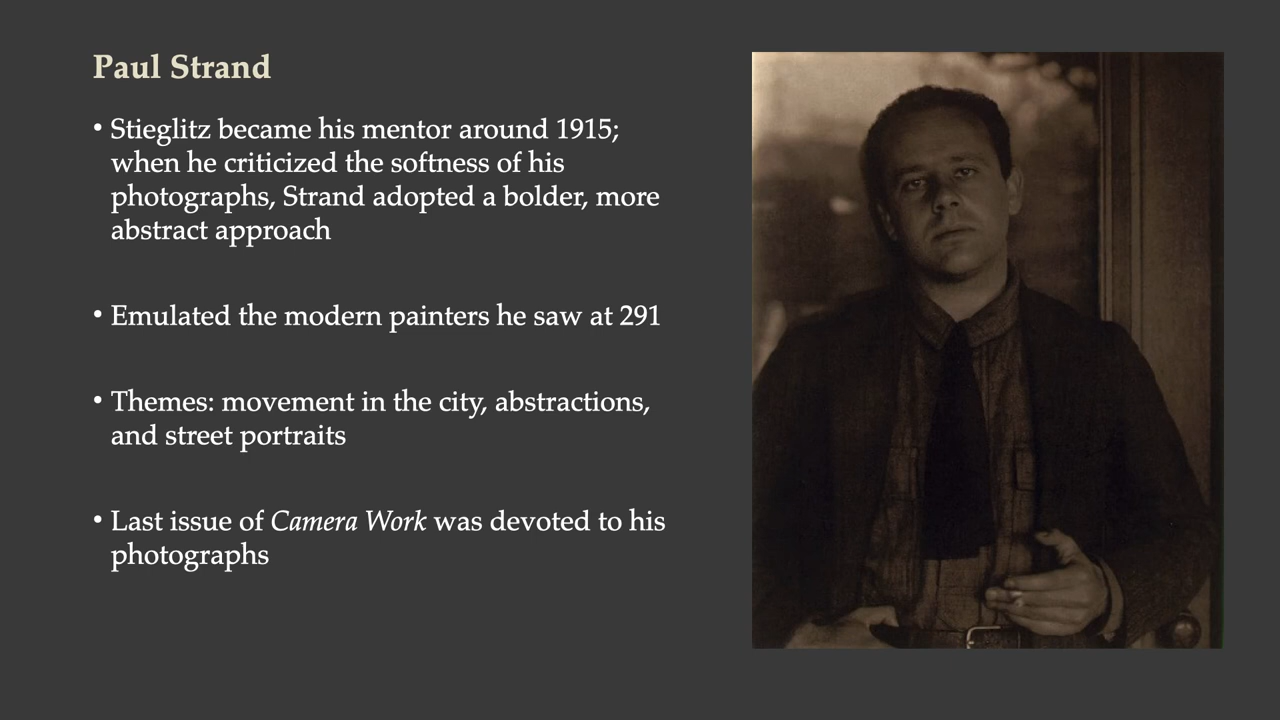 Paul Strand
• Stieglitz became his mentor around 1915;
when he criticized the softness of his
photographs, Strand adopted a bolder, more
abstract approach
• Emulated the modern painters he saw at 291
• Themes: movement in the city, abstractions,
and street portraits
• Last issue of Camera Work was devoted to his
photographs